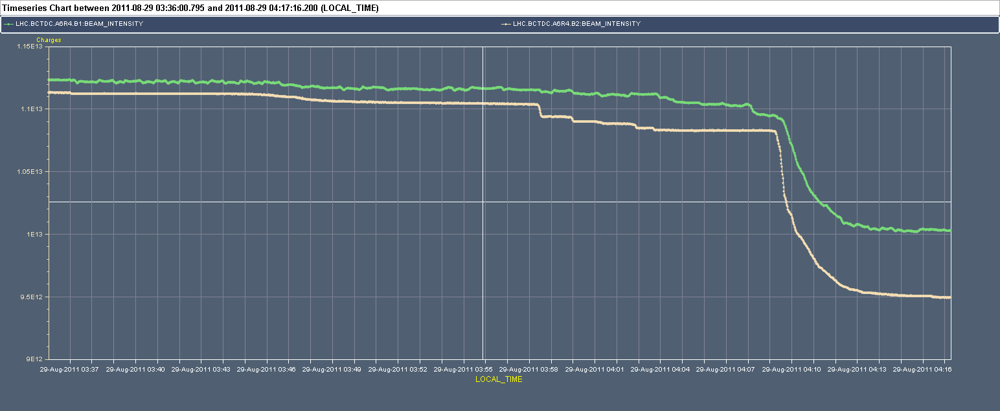 Timeseries Chart between 2011-08-29 03:36:00.795 and 2011-08-29 04:17:16.200 (LOCAL_TIME)
LHC.BCTDC.A6R4.B1:BEAM_INTENSITY LHC.BCTDC.A6R4.B2:BEAM_INTENSITY
Charges
1.15E13
1.1E13
1.05E13
1E13
9.5E12
9E12
29-Aug-2011 03:37 29-Aug-2011 03:40 29-Aug-2011 03:43 29-Aug-2011 03:46 29-Aug-2011 03:49 29-Aug-2011 03:52 29-Aug-2011 03:55 29-Aug-2011 03:58 29-Aug-2011 04:01 29-Aug-2011 04:04 29-Aug-2011 04:07 29-Aug-2011 04:10 29-Aug-2011 04:13 29-Aug-2011 04:16
LOCAL_TIME